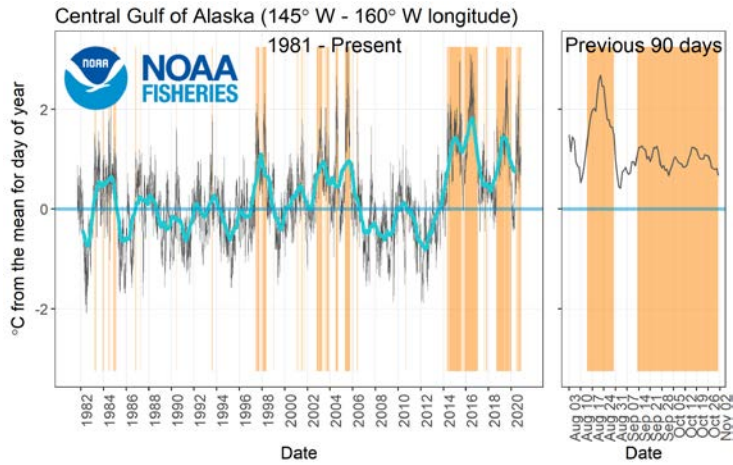 Central Gulf of Alaska (145° W - 160° W longitude)
1981 - Present
Previous 90 days
NOAA
NOAA
FISHERIES
°C from the mean for day of year
2
0
-2
1982
1984
1986
1988
1990
1992
1994
1996
1998
2000
2002
2004
2006
2008
2010
2012
2014
2016
2018
2020
Date
Aug 03
Aug 10
Aug 17
Aug 24
Aug 31
Sep 07
Sep 14
Sep 21
Sep 28
Oct 05
Oct 12
Oct 19
Oct 26
Nov 02
Date